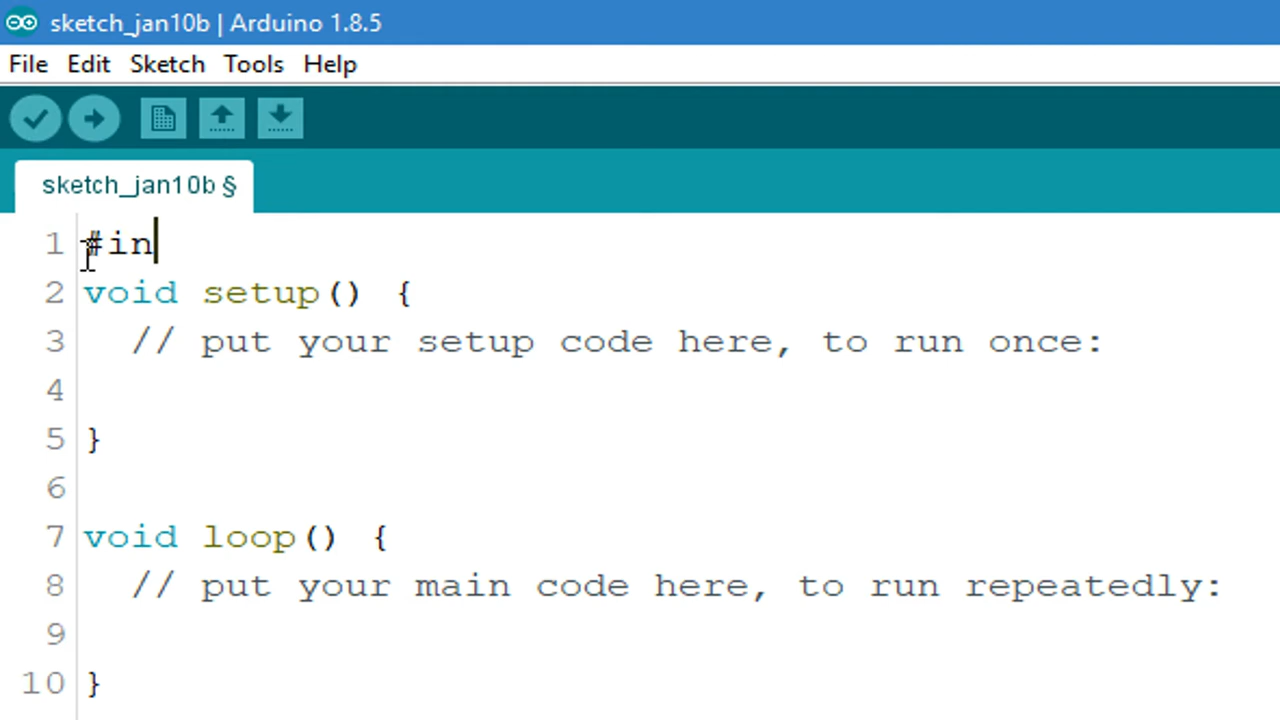 sketch_jan10b | Arduino 1.8.5
File Edit Sketch Tools Help
sketch_jan10b §
1 #in
2 void setup() {
3 // put your setup code here, to run once:
4
5 }
6
7 void loop() {
8 // put your main code here, to run repeatedly:
9
10 }